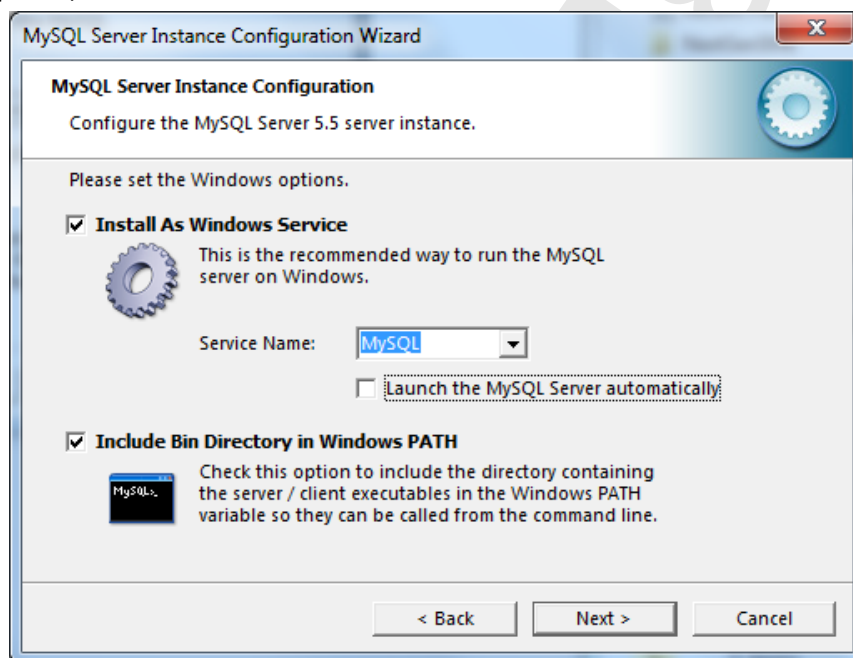 MySQL Server Instance Configuration Wizard
MySQL Server Instance Configuration
Configure the MySQL Server 5.5 server instance.
Please set the Windows options.
Install As Windows Service
This is the recommended way to run the MySQL
server on Windows.
Service Name: MySQL
Launch the MySQL Server automatically
Include Bin Directory in Windows PATH
MySQL>_
Check this option to include the directory containing
the server / client executables in the Windows PATH
variable so they can be called from the command line.
< Back Next > Cancel